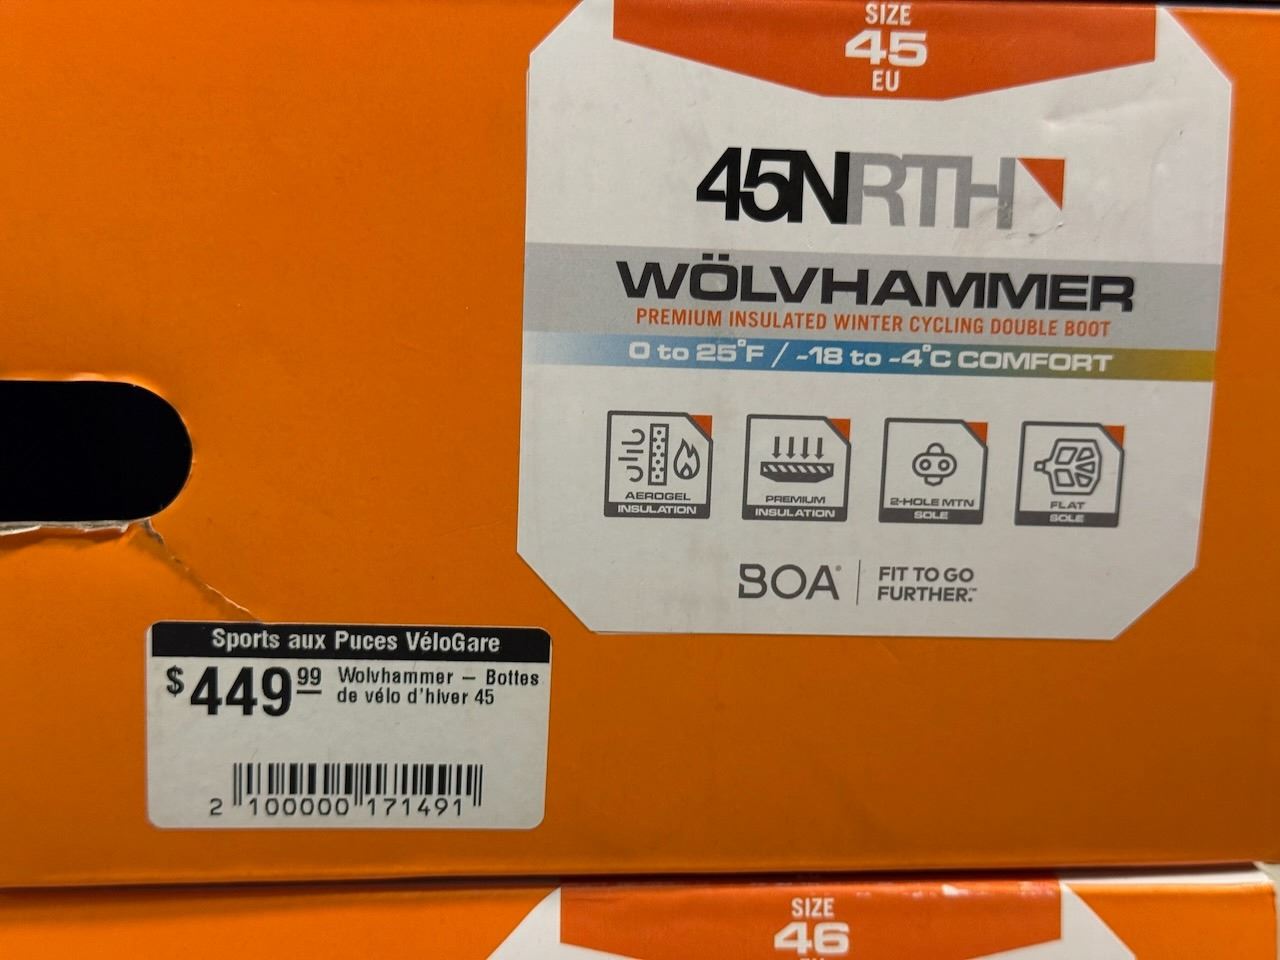 SIZE
45
EU
45NRTH
WÖLVHAMMER
PREMIUM INSULATED WINTER CYCLING DOUBLE BOOT
0 to 25°F / -18 to -4°C COMFORT
AEROGEL
INSULATION
PREMIUM
INSULATION
2-HOLE MTN
SOLE
FLAT
SOLE
BOA® FIT TO GO
FURTHER.™
Sports aux Puces VéloGare
$449 99 Wolvhammer – Bottes
de vélo d'hiver 45
2 100000 171491
SIZE
46
EU